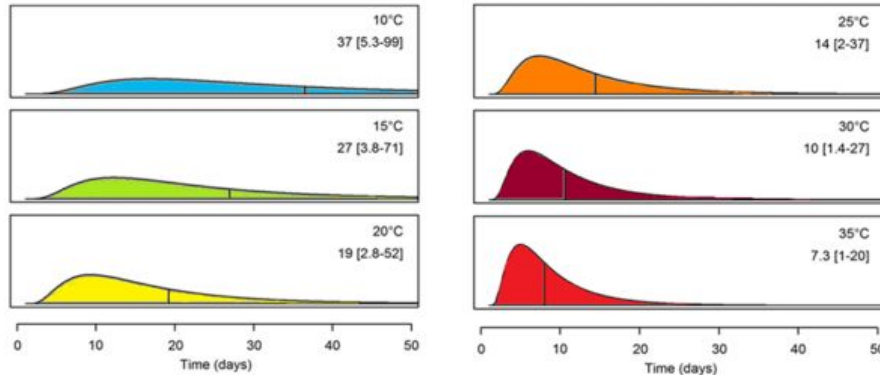 10°C
37 [5.3-99]
15°C
27 [3.8-71]
20°C
19 [2.8-52]
0 10 20 30 40 50
Time (days)
25°C
14 [2-37]
30°C
10 [1.4-27]
35°C
7.3 [1-20]
0 10 20 30 40 50
Time (days)